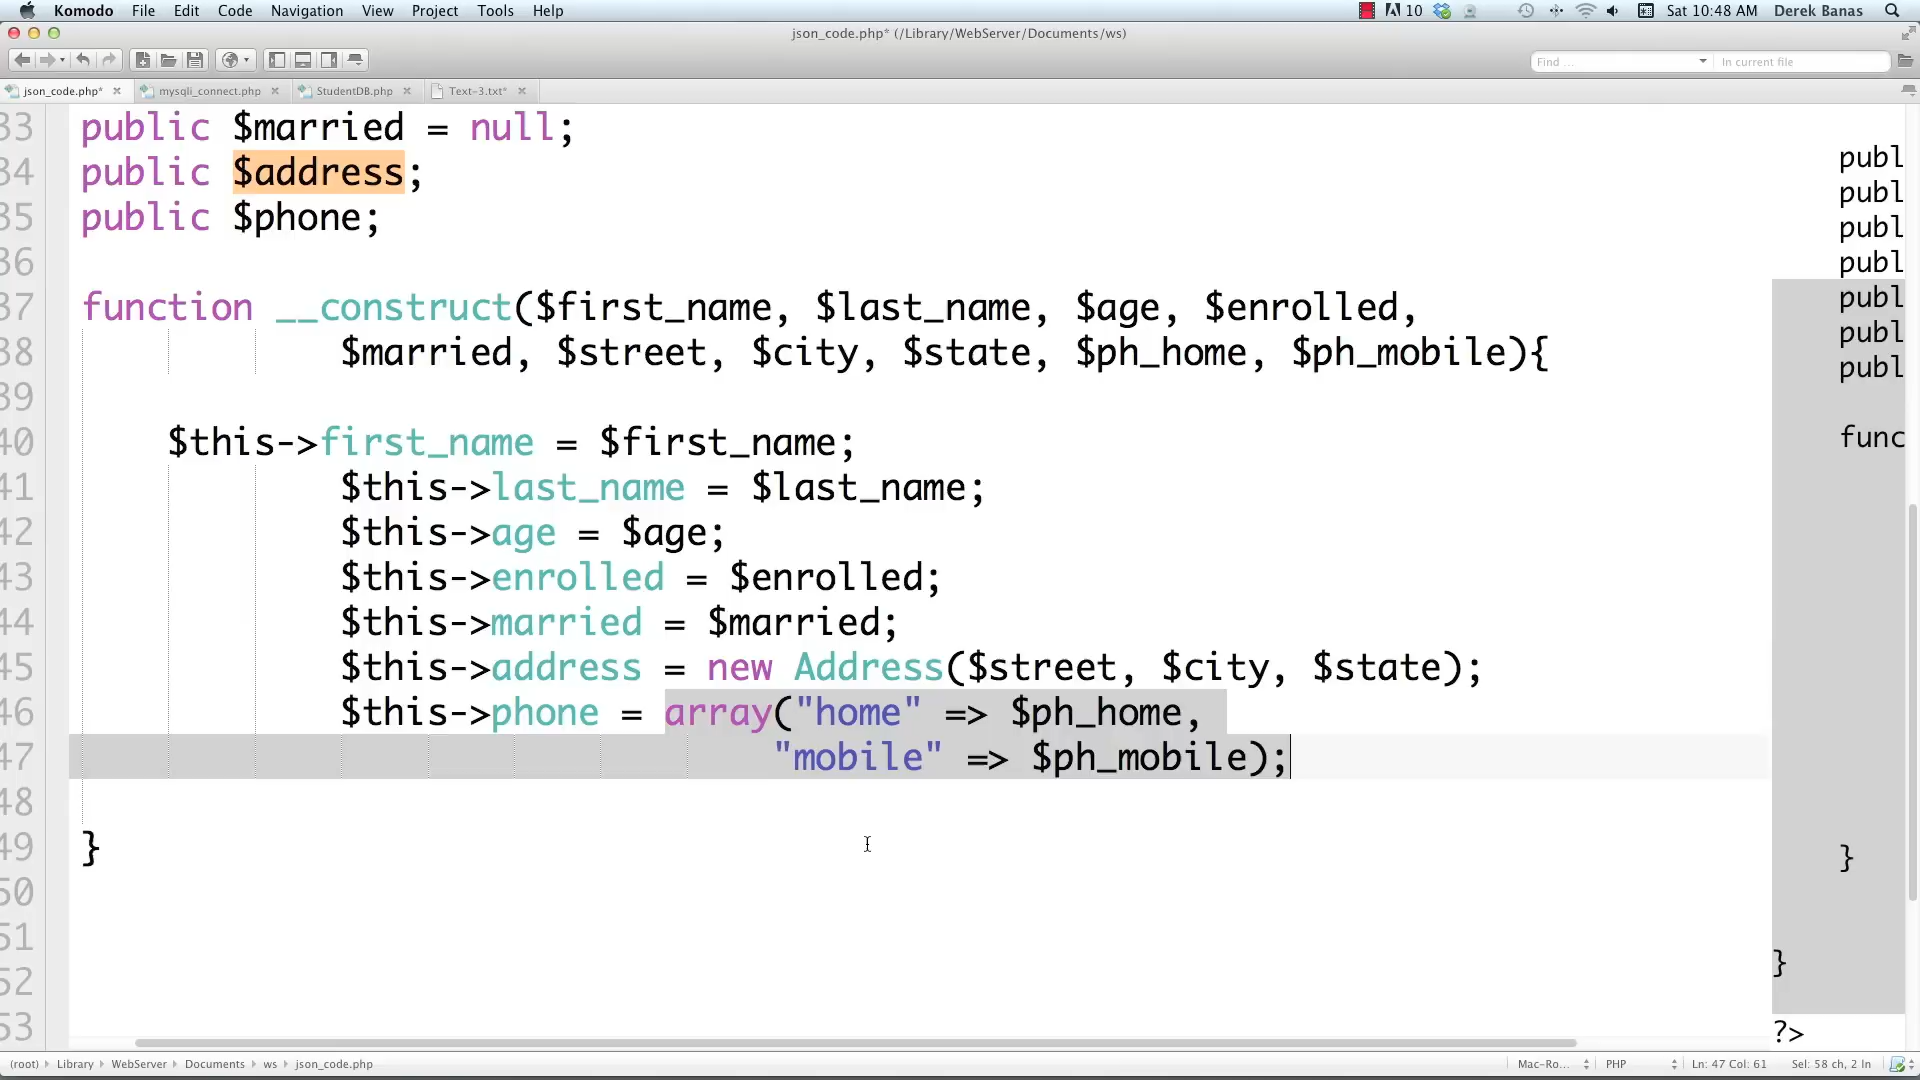 Komodo File Edit Code Navigation View Project Tools Help 10 Sat 10:48 AM Derek Banas
json_code.php* (/Library/WebServer/Documents/ws)
Find ... In current file
json_code.php* mysqli_connect.php StudentDB.php Text-3.txt*
33 public $married = null;
34 public $address;
35 public $phone;
36
37 function __construct($first_name, $last_name, $age, $enrolled,
38 $married, $street, $city, $state, $ph_home, $ph_mobile){
39
40 $this->first_name = $first_name;
41 $this->last_name = $last_name;
42 $this->age = $age;
43 $this->enrolled = $enrolled;
44 $this->married = $married;
45 $this->address = new Address($street, $city, $state);
46 $this->phone = array("home" => $ph_home,
47 "mobile" => $ph_mobile);
48
49 }
50
51
52
53
publ
publ
publ
publ
publ
publ
publ
func
}
}
?>
(root) Library WebServer Documents ws json_code.php Mac-Ro... PHP Ln: 47 Col: 61 Sel: 58 ch, 2 ln